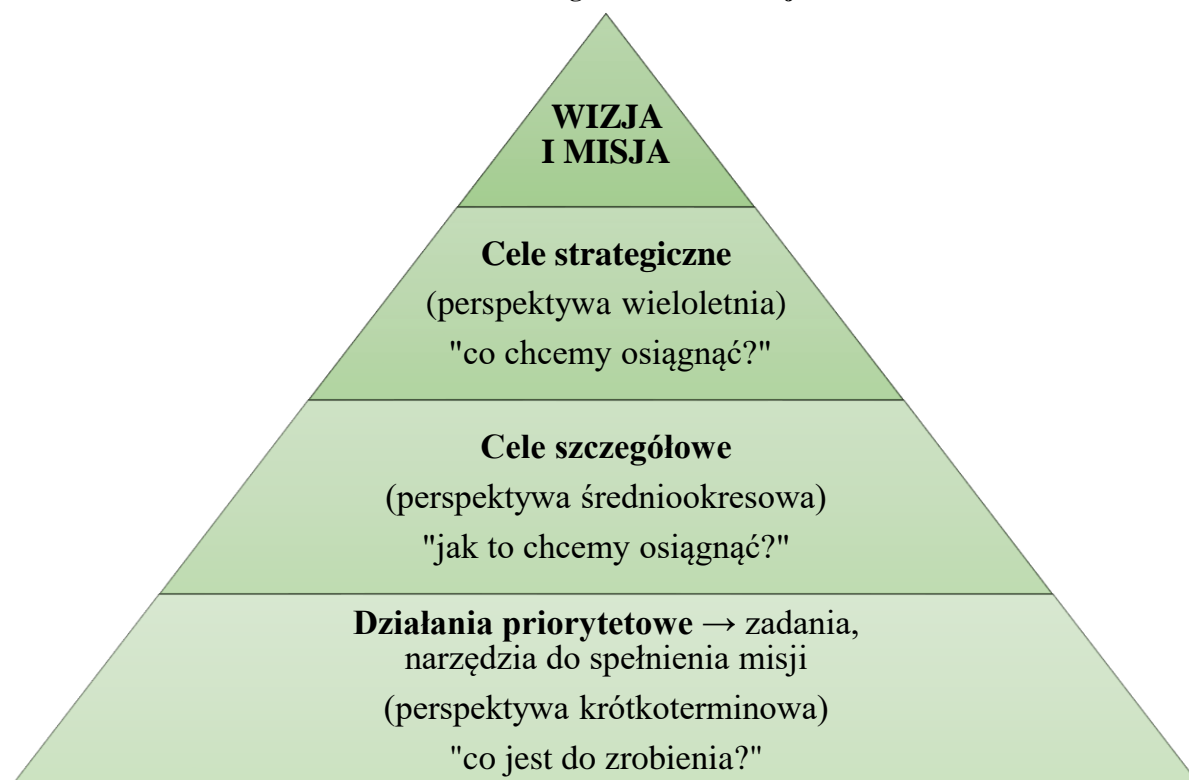 WIZJA
I MISJA
Cele strategiczne
(perspektywa wieloletnia)
"co chcemy osiągnąć?"
Cele szczegółowe
(perspektywa średniookresowa)
"jak to chcemy osiągnąć?"
Działania priorytetowe → zadania,
narzędzia do spełnienia misji
(perspektywa krótkoterminowa)
"co jest do zrobienia?"